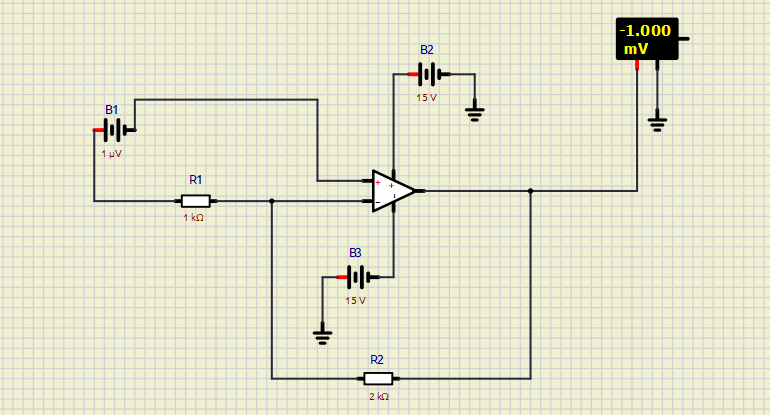 -1.000
mV
B2
15 V
B1
1 µV
R1
1 kΩ
+
-
+
-
B3
15 V
R2
2 kΩ